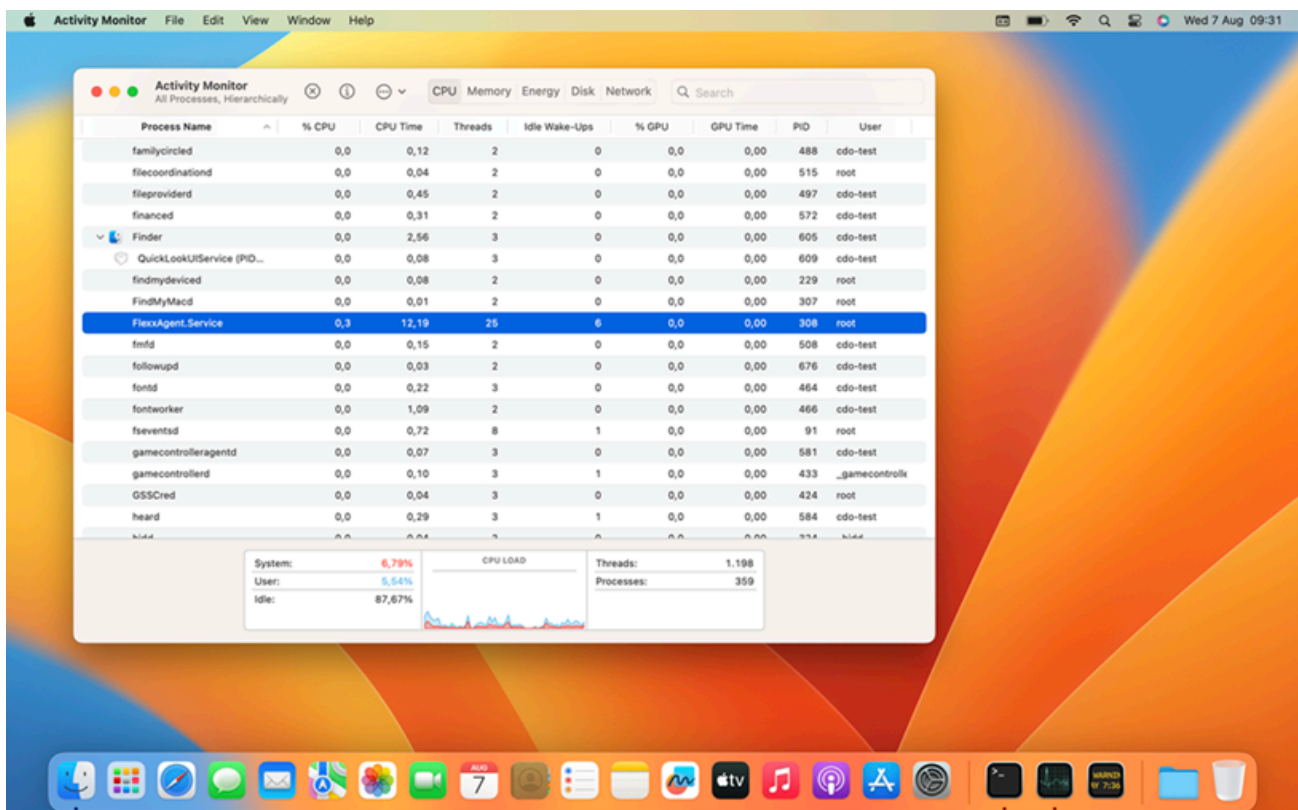 Activity Monitor File Edit View Window Help Wed 7 Aug 09:31
Activity Monitor
All Processes, Hierarchically
CPU Memory Energy Disk Network Search
Process Name % CPU CPU Time Threads Idle Wake-Ups % GPU GPU Time PID User
familycircled 0,0 0,12 2 0 0,0 0,00 488 cdo-test
filecoordinationd 0,0 0,04 2 0 0,0 0,00 515 root
fileproviderd 0,0 0,45 2 0 0,0 0,00 497 cdo-test
financed 0,0 0,31 2 0 0,0 0,00 572 cdo-test
Finder 0,0 2,56 3 0 0,0 0,00 605 cdo-test
QuickLookUIService (PID... 0,0 0,08 3 0 0,0 0,00 609 cdo-test
findmydeviced 0,0 0,08 2 0 0,0 0,00 229 root
FindMyMacd 0,0 0,01 2 0 0,0 0,00 307 root
FlexxAgent.Service 0,3 12,19 25 6 0,0 0,00 308 root
fmfd 0,0 0,15 2 0 0,0 0,00 508 cdo-test
followupd 0,0 0,03 2 0 0,0 0,00 676 cdo-test
fontd 0,0 0,22 3 0 0,0 0,00 464 cdo-test
fontworker 0,0 1,09 2 0 0,0 0,00 466 cdo-test
fseventsd 0,0 0,72 8 1 0,0 0,00 91 root
gamecontrolleragentd 0,0 0,07 3 0 0,0 0,00 581 cdo-test
gamecontrollerd 0,0 0,10 3 1 0,0 0,00 433 _gamecontrolle
GSSCred 0,0 0,04 3 0 0,0 0,00 424 root
heard 0,0 0,29 3 1 0,0 0,00 584 cdo-test
System: 6,79% CPU LOAD Threads: 1.198
User: 5,54% Processes: 359
Idle: 87,67%
AUG
7
tv
WARNIN
W 7:36